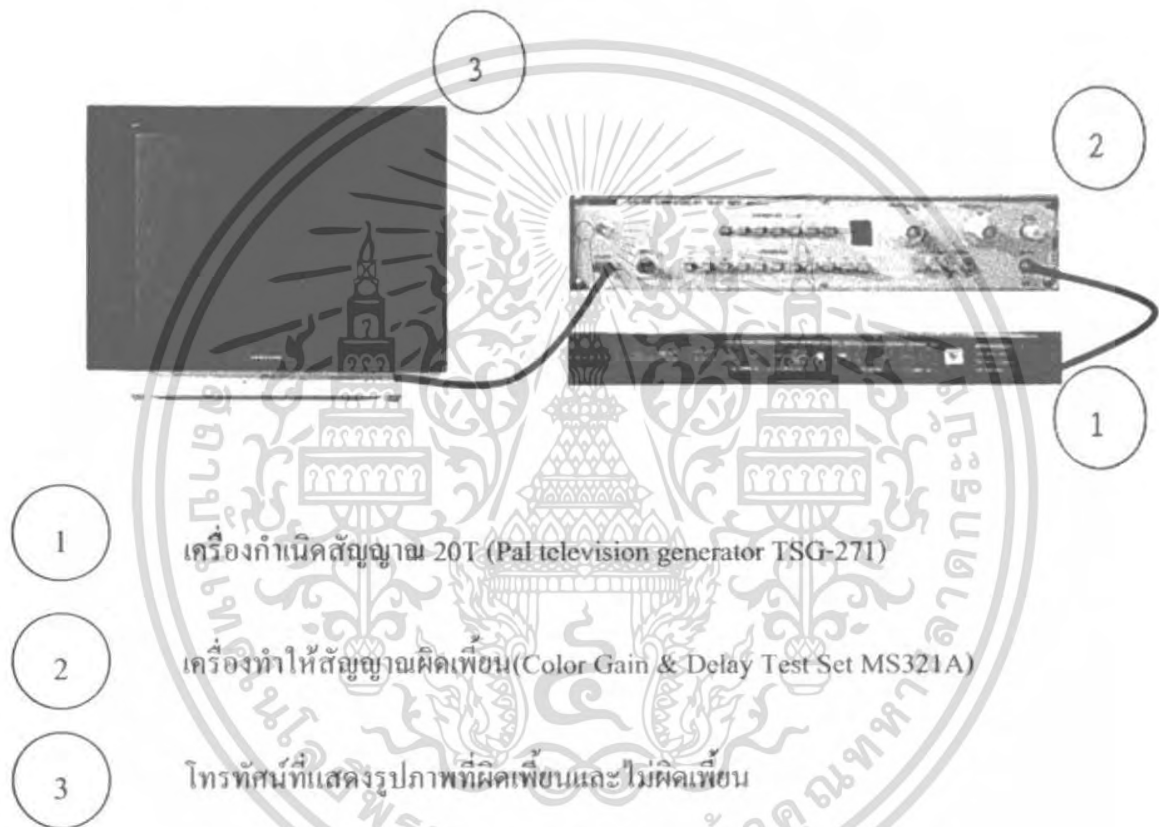 3
2
1
1 เครื่องกำเนิดสัญญาณ 20T (Pal television generator TSG-271)
2 เครื่องทำให้สัญญาณผิดเพี้ยน(Color Gain & Delay Test Set MS321A)
3 โทรทัศน์ที่แสดงรูปภาพที่ผิดเพี้ยนและไม่ผิดเพี้ยน